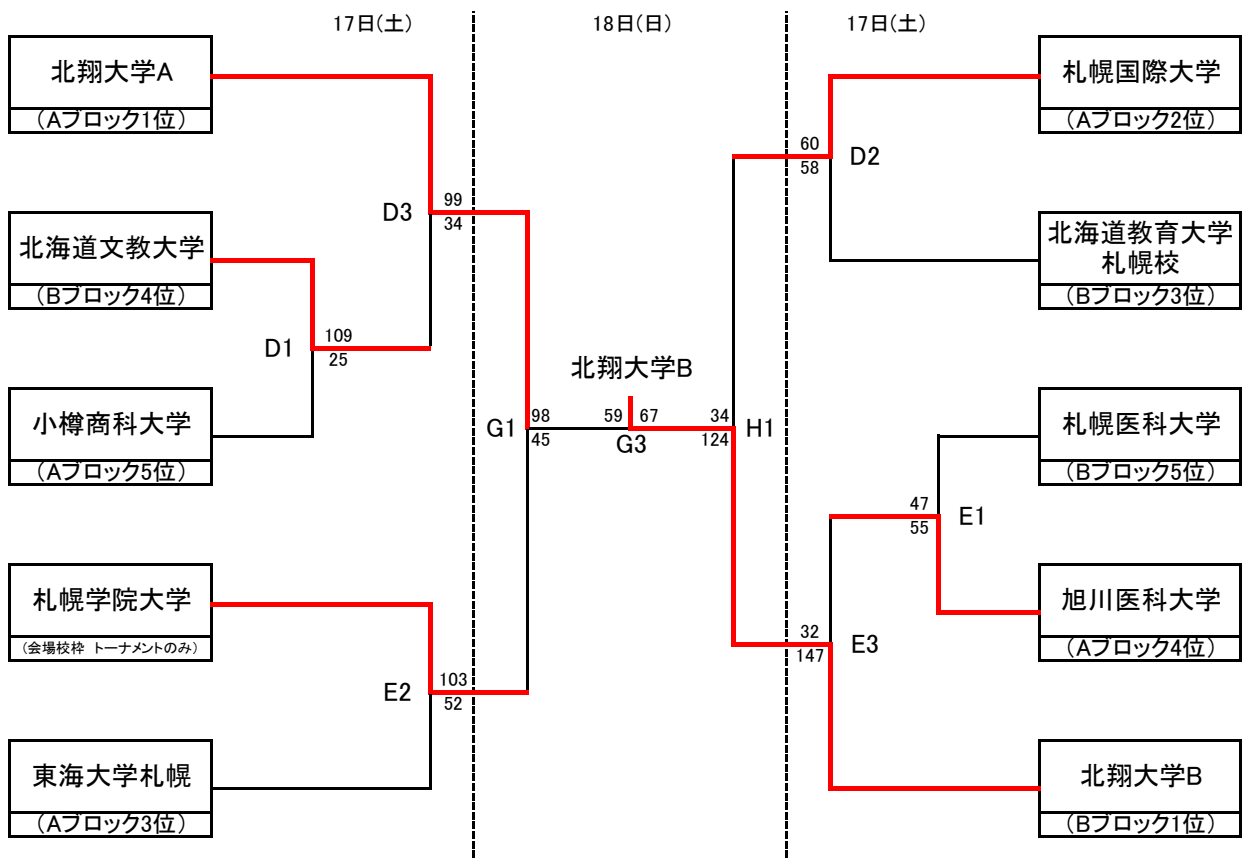 17日(土)
18日(日)
17日(土)
北翔大学A
(Aブロック1位)
北海道文教大学
(Bブロック4位)
小樽商科大学
(Aブロック5位)
札幌学院大学
(会場校枠 トーナメントのみ)
東海大学札幌
(Aブロック3位)
D1
109
25
D3
99
34
E2
103
52
G1
98
45
北翔大学B
59 67
G3
34
124
H1
60
58
D2
47
55
E1
32
147
E3
札幌国際大学
(Aブロック2位)
北海道教育大学
札幌校
(Bブロック3位)
札幌医科大学
(Bブロック5位)
旭川医科大学
(Aブロック4位)
北翔大学B
(Bブロック1位)